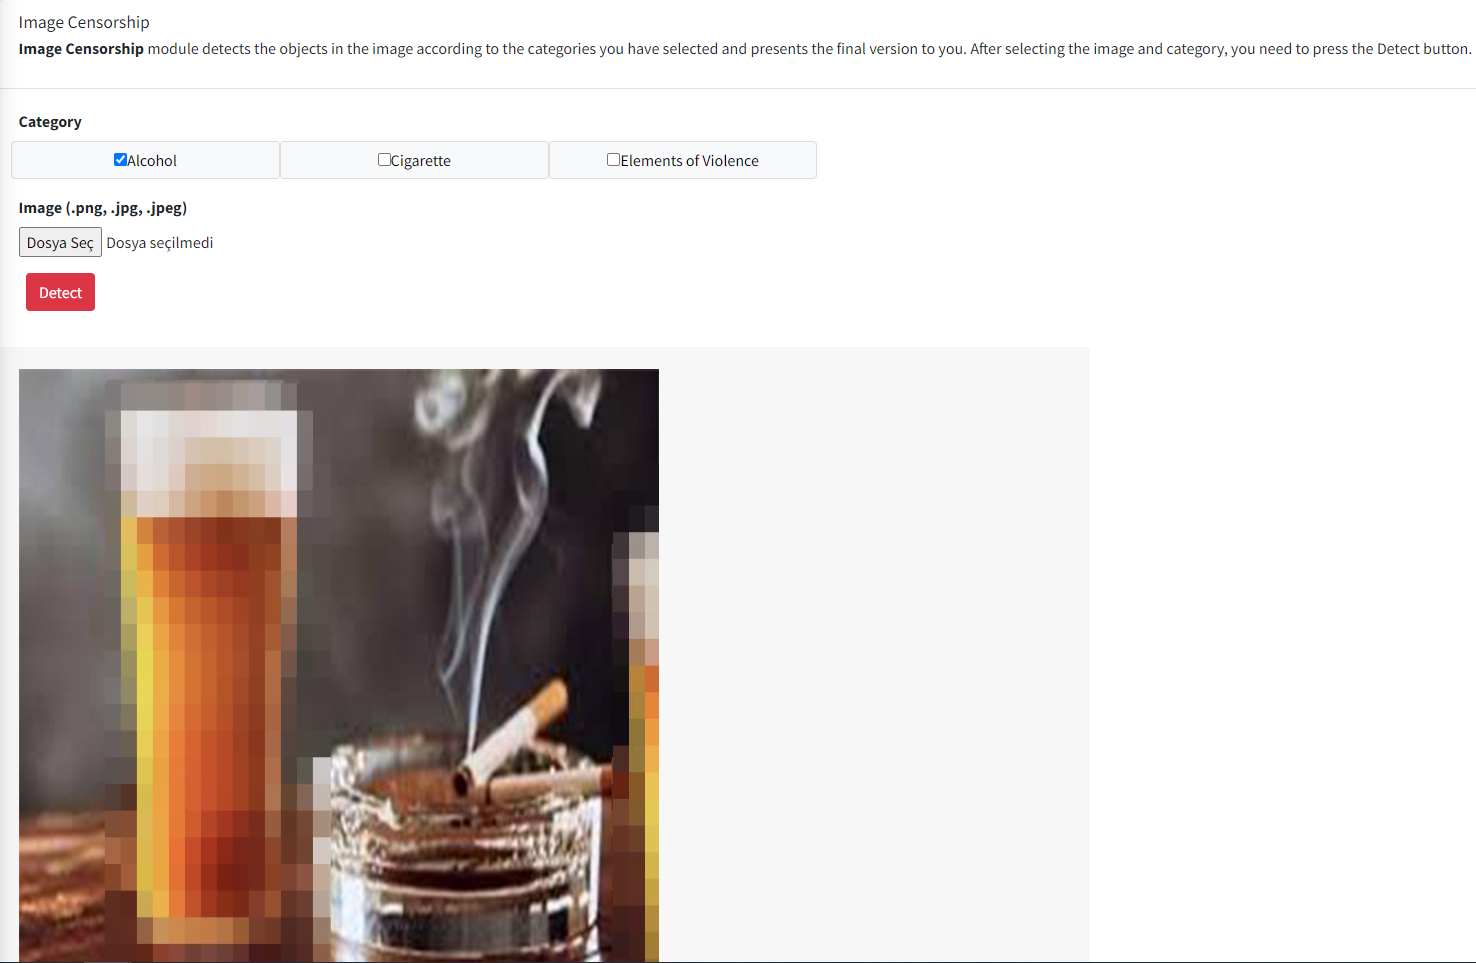 Image Censorship
Image Censorship module detects the objects in the image according to the categories you have selected and presents the final version to you. After selecting the image and category, you need to press the Detect button.
Category
Alcohol Cigarette Elements of Violence
Image (.png, .jpg, .jpeg)
Dosya Seç Dosya seçilmedi
Detect